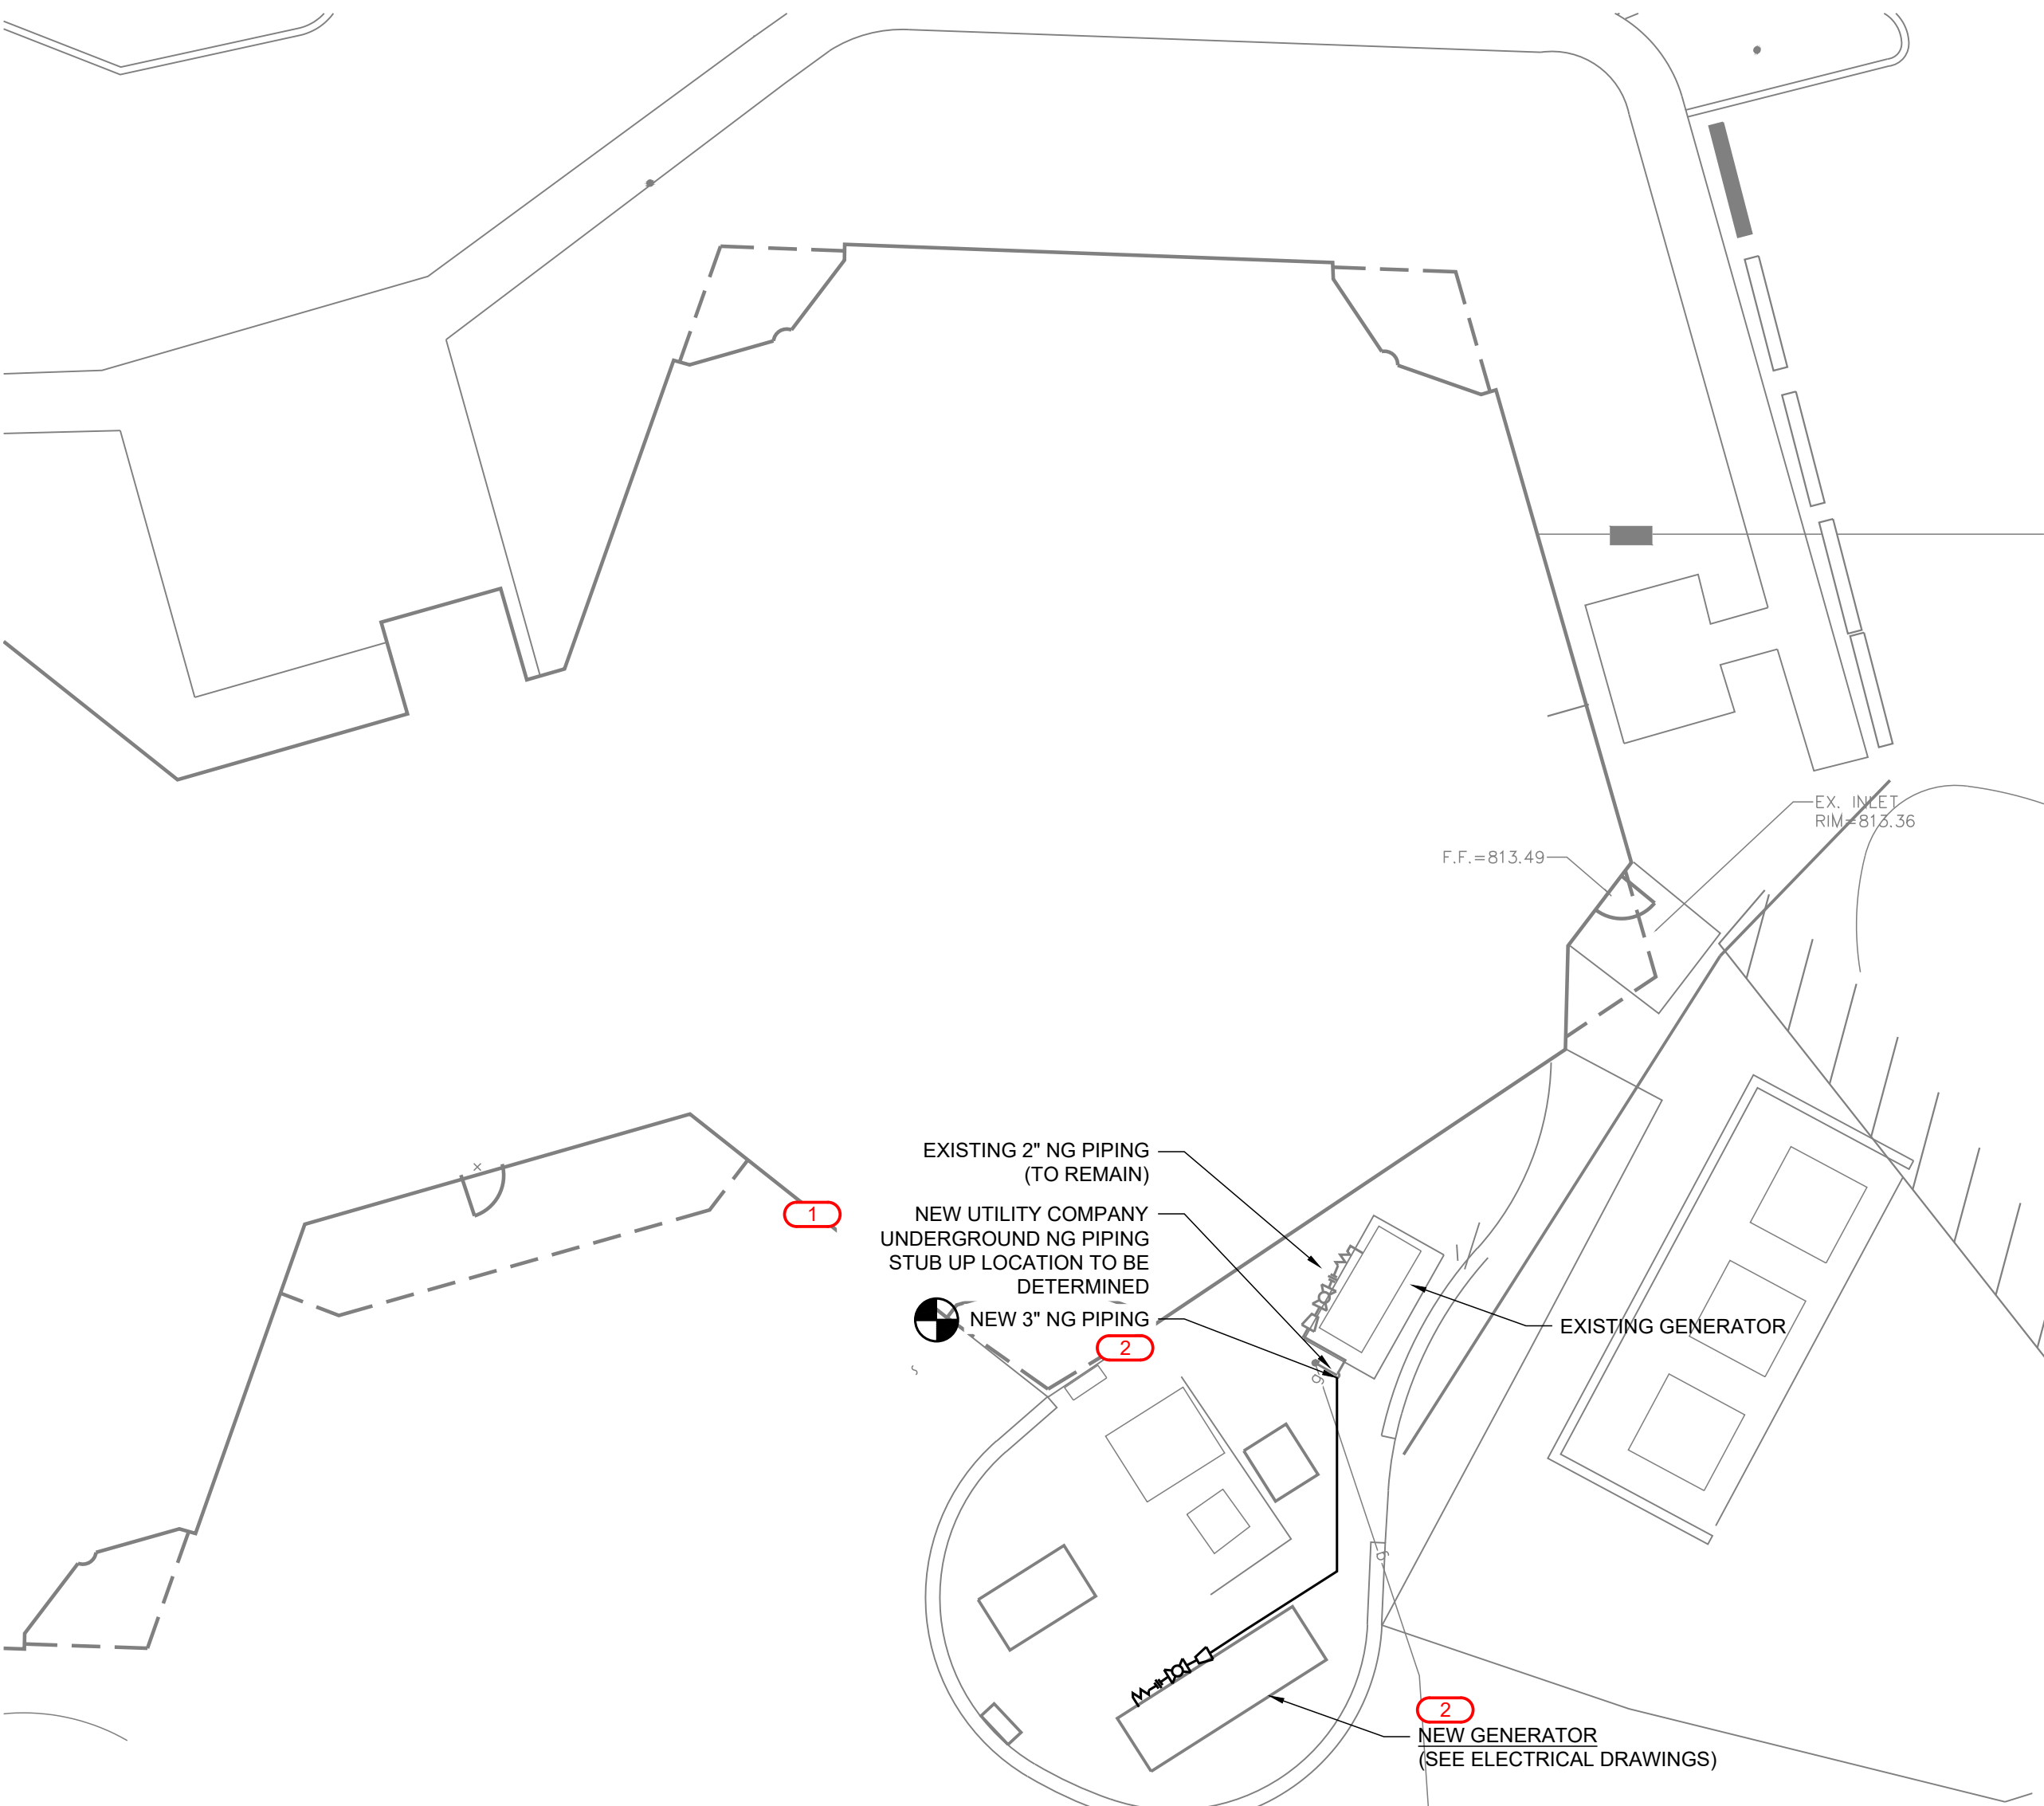 EX. INLET
RIM=813.36
F.F.=813.49
EXISTING 2" NG PIPING
(TO REMAIN)
1
NEW UTILITY COMPANY
UNDERGROUND NG PIPING
STUB UP LOCATION TO BE
DETERMINED
NEW 3" NG PIPING
EXISTING GENERATOR
2
G
G
2
NEW GENERATOR
(SEE ELECTRICAL DRAWINGS)